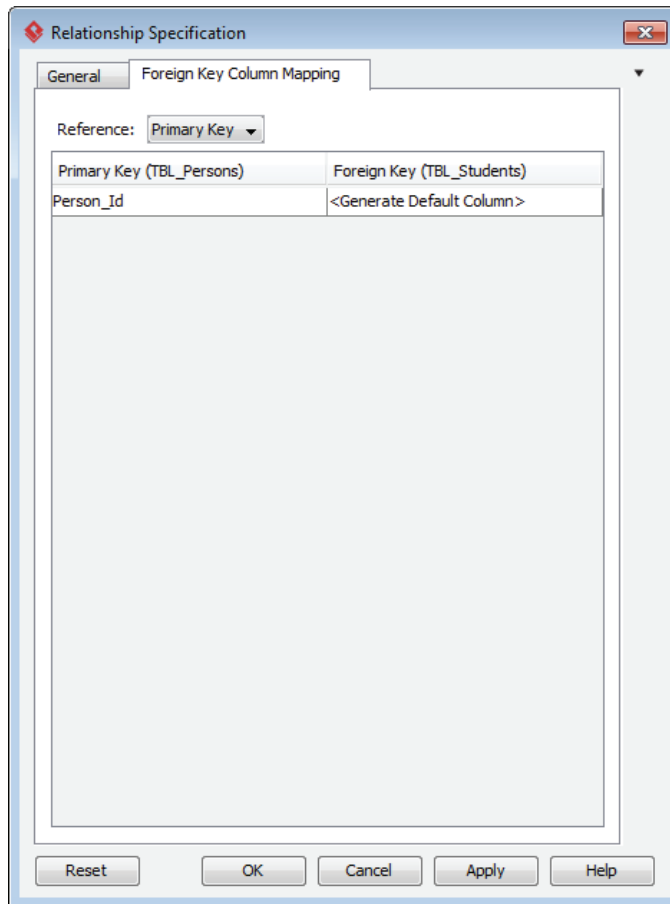 Relationship Specification
General Foreign Key Column Mapping
Reference: Primary Key
Primary Key (TBL_Persons) Foreign Key (TBL_Students)
Person_Id <Generate Default Column>
Reset OK Cancel Apply Help